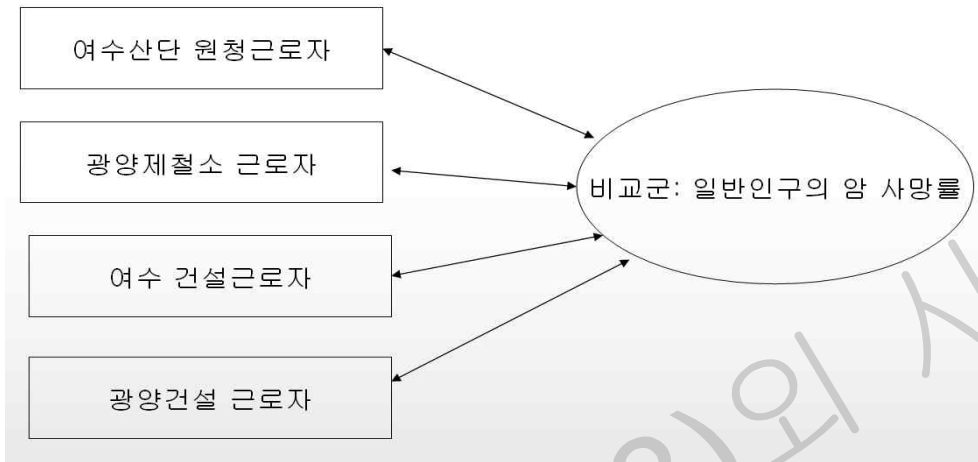 여수산단 원청근로자
광양제철소 근로자
비교군: 일반인구의 암 사망률
여수 건설근로자
광양건설 근로자